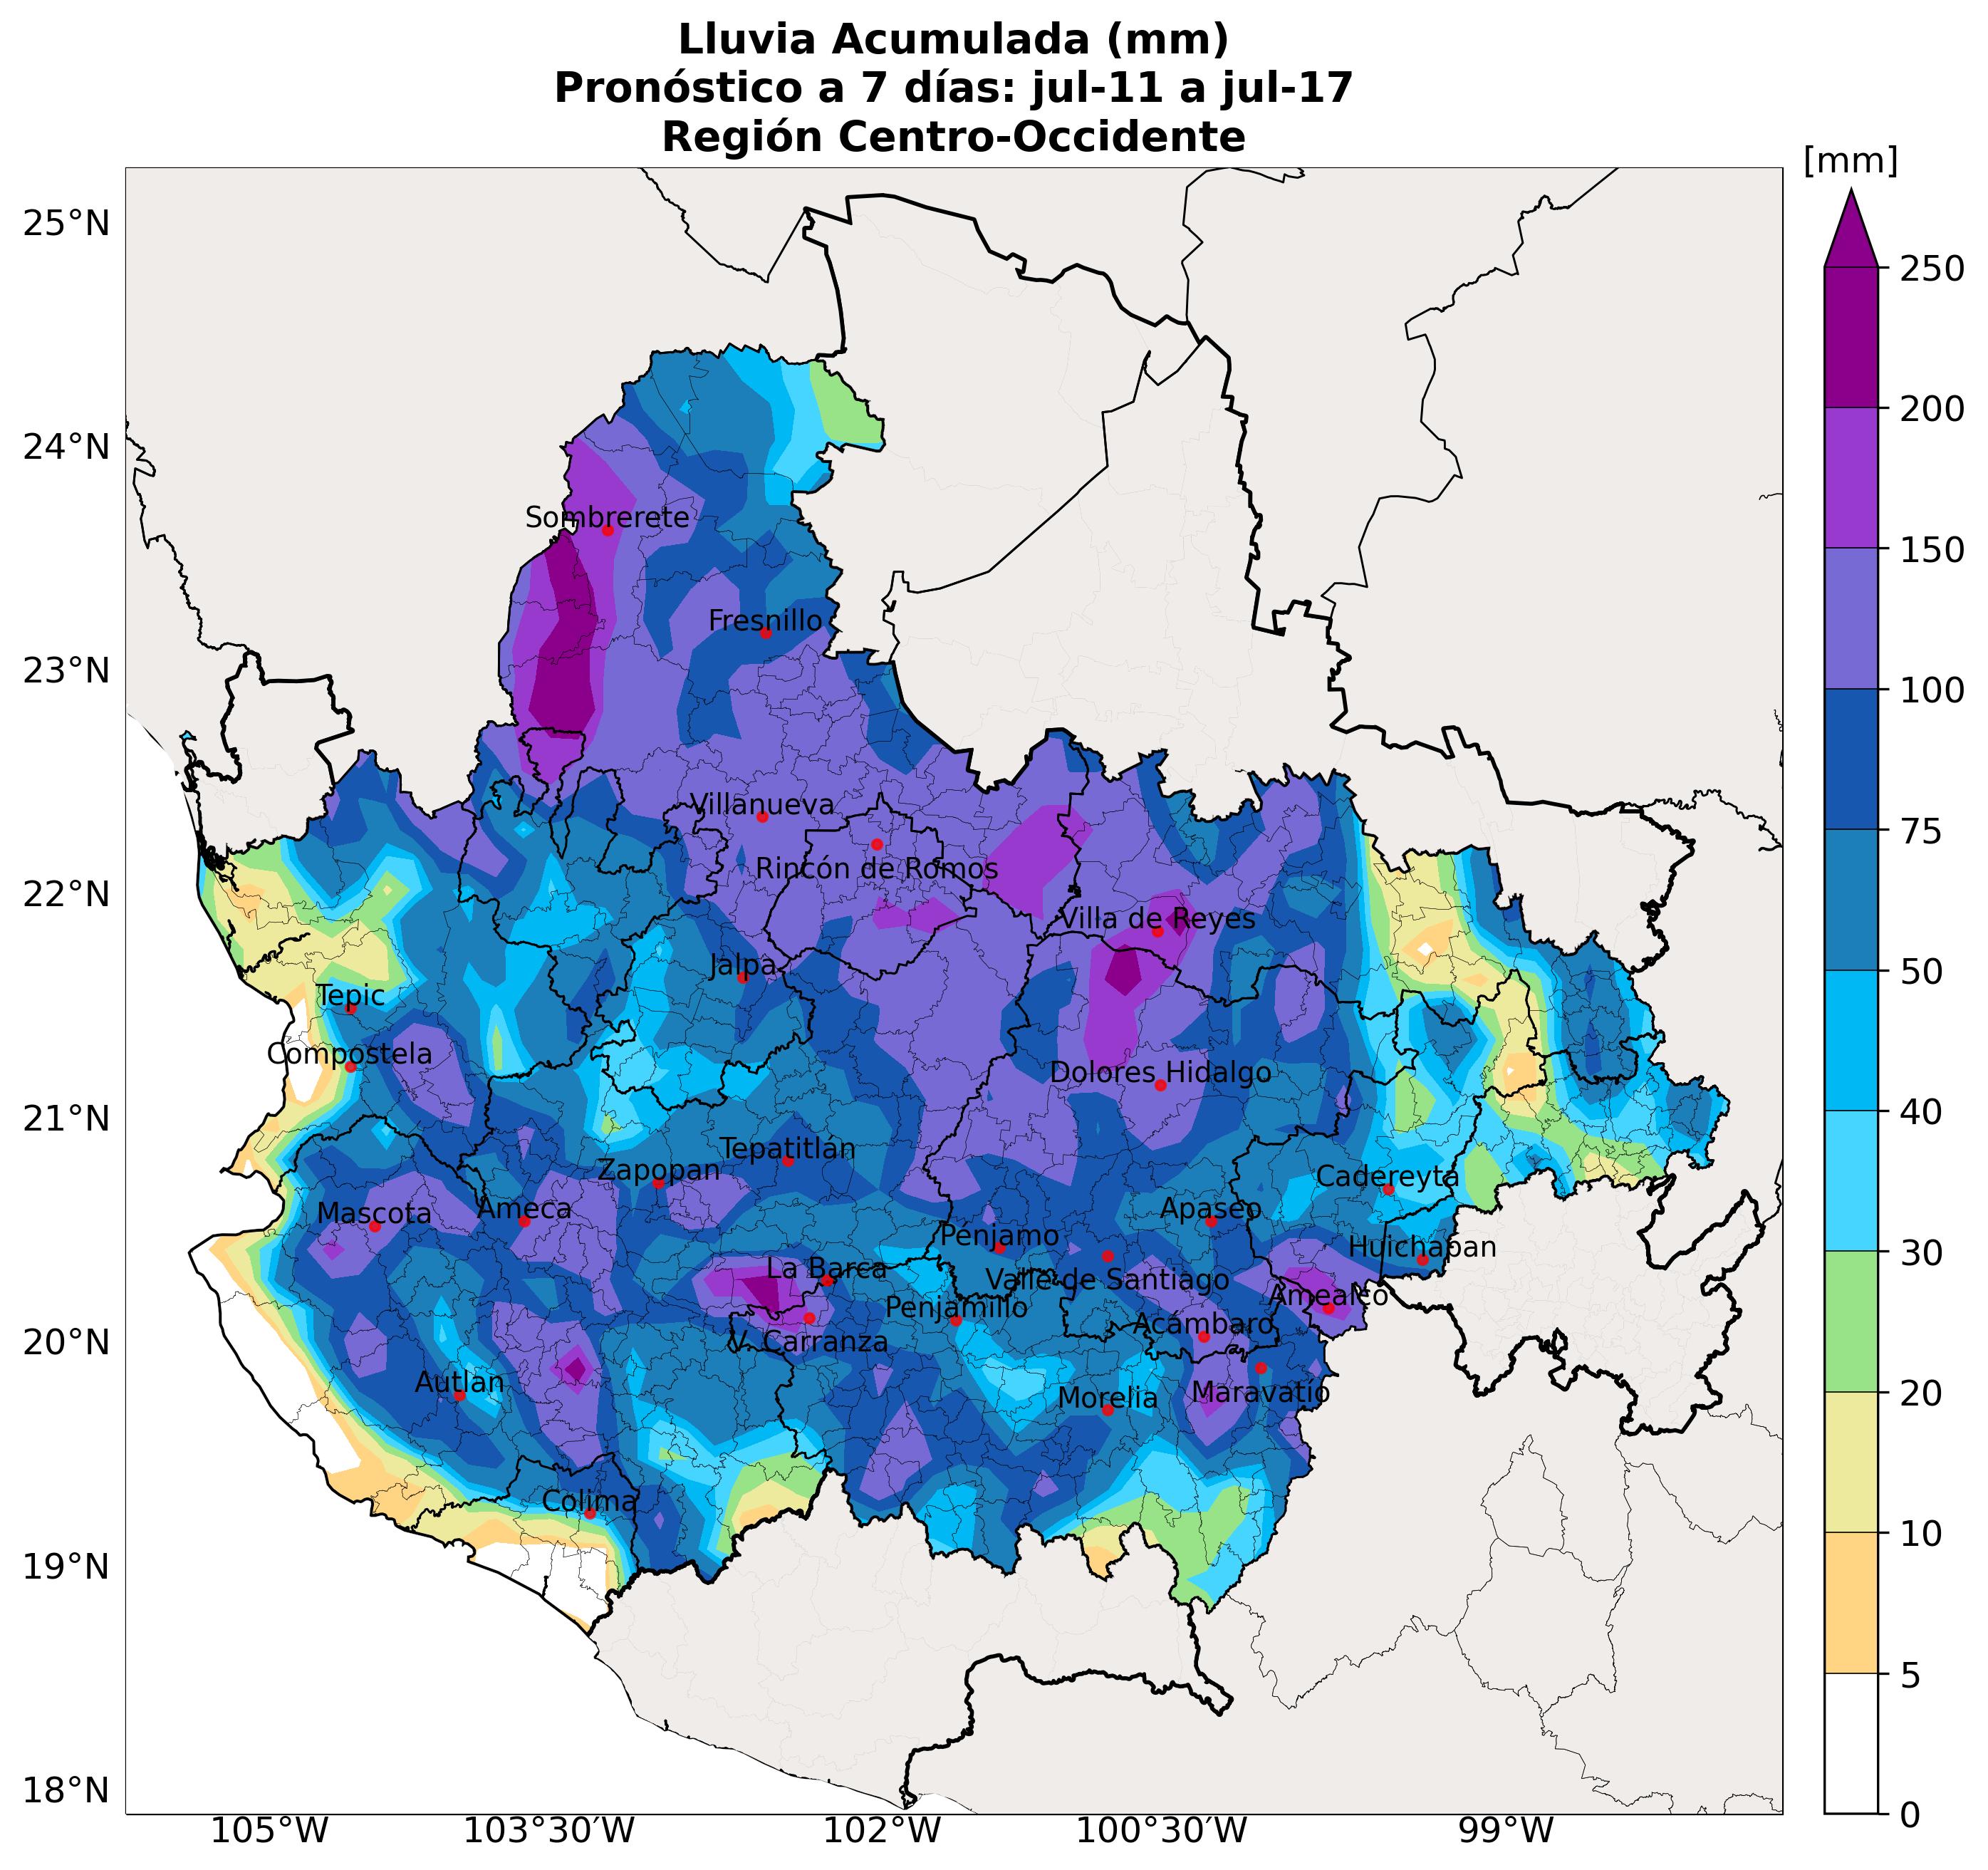 Lluvia Acumulada (mm)
Pronóstico a 7 días: jul-11 a jul-17
Región Centro-Occidente
[mm]
25°N
24°N
23°N
22°N
21°N
20°N
19°N
18°N
105°W
103°30'W
102°W
100°30'W
99°W
250
200
150
100
75
50
40
30
20
10
5
0
Sombrerete
Fresnillo
Villanueva
Rincón de Romos
Villa de Reyes
Jalpa
Tepic
Compostela
Dolores Hidalgo
Tepatitlán
Zapopan
Cadereyta
Mascota
Ameca
Apaseo
Pénjamo
Huichapan
La Barca
Valle de Santiago
Amealco
Penjamillo
Acámbaro
V. Carranza
Autlán
Morelia
Maravatío
Colima